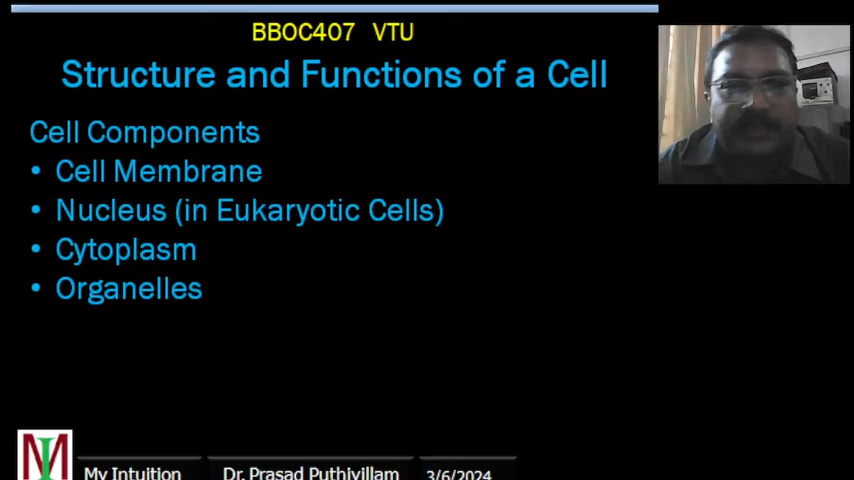 BBOC407 VTU
Structure and Functions of a Cell
Cell Components
• Cell Membrane
• Nucleus (in Eukaryotic Cells)
• Cytoplasm
• Organelles
MI
My Intuition
Dr. Prasad Puthiyillam
3/6/2024